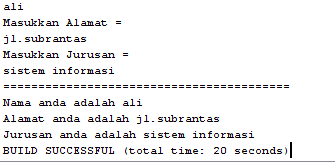 ali
Masukkan Alamat =
jl.subrantas
Masukkan Jurusan =
sistem informasi
=========================================
Nama anda adalah ali
Alamat anda adalah jl.subrantas
Jurusan anda adalah sistem informasi
BUILD SUCCESSFUL (total time: 20 seconds)